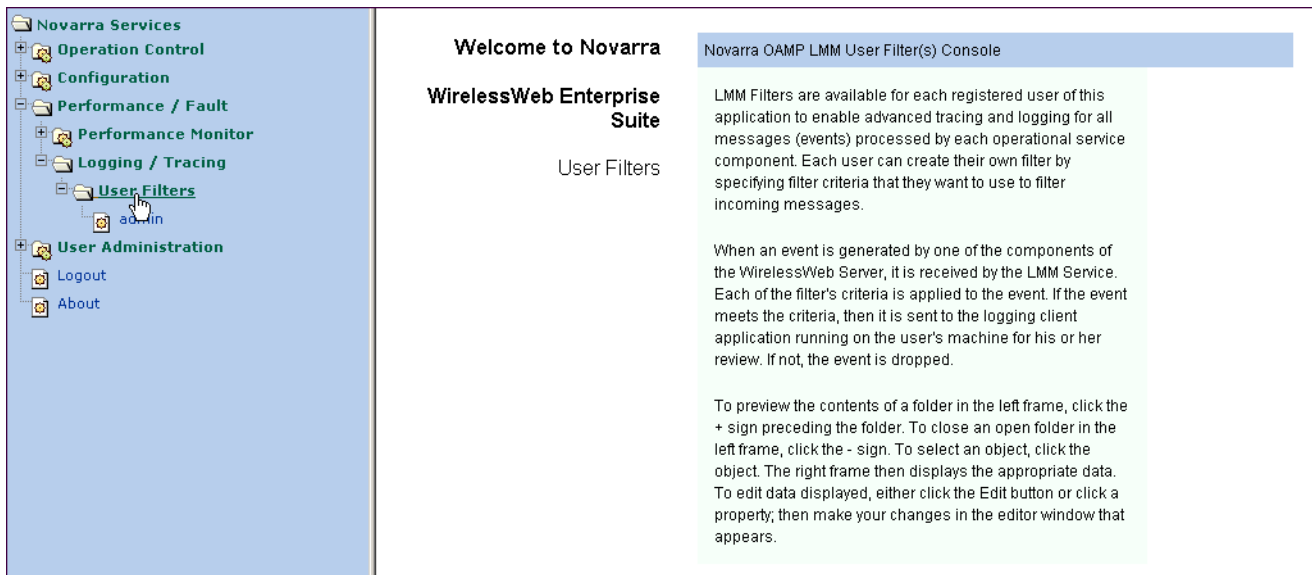 Novarra Services
Operation Control
Configuration
Performance / Fault
Performance Monitor
Logging / Tracing
User Filters
admin
User Administration
Logout
About
Welcome to Novarra
WirelessWeb Enterprise
Suite
User Filters
Novarra OAMP LMM User Filter(s) Console
LMM Filters are available for each registered user of this
application to enable advanced tracing and logging for all
messages (events) processed by each operational service
component. Each user can create their own filter by
specifying filter criteria that they want to use to filter
incoming messages.
When an event is generated by one of the components of
the WirelessWeb Server, it is received by the LMM Service.
Each of the filter's criteria is applied to the event. If the event
meets the criteria, then it is sent to the logging client
application running on the user's machine for his or her
review. If not, the event is dropped.
To preview the contents of a folder in the left frame, click the
+ sign preceding the folder. To close an open folder in the
left frame, click the - sign. To select an object, click the
object. The right frame then displays the appropriate data.
To edit data displayed, either click the Edit button or click a
property; then make your changes in the editor window that
appears.